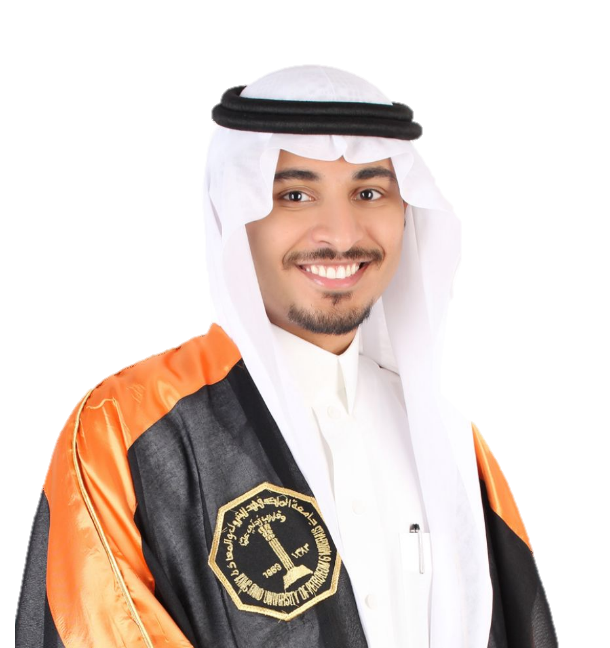 جامعة الملك فهد للبترول والمعادن
١٣٨٣
1963
KING FAHD UNIVERSITY OF PETROLEUM & MINERALS